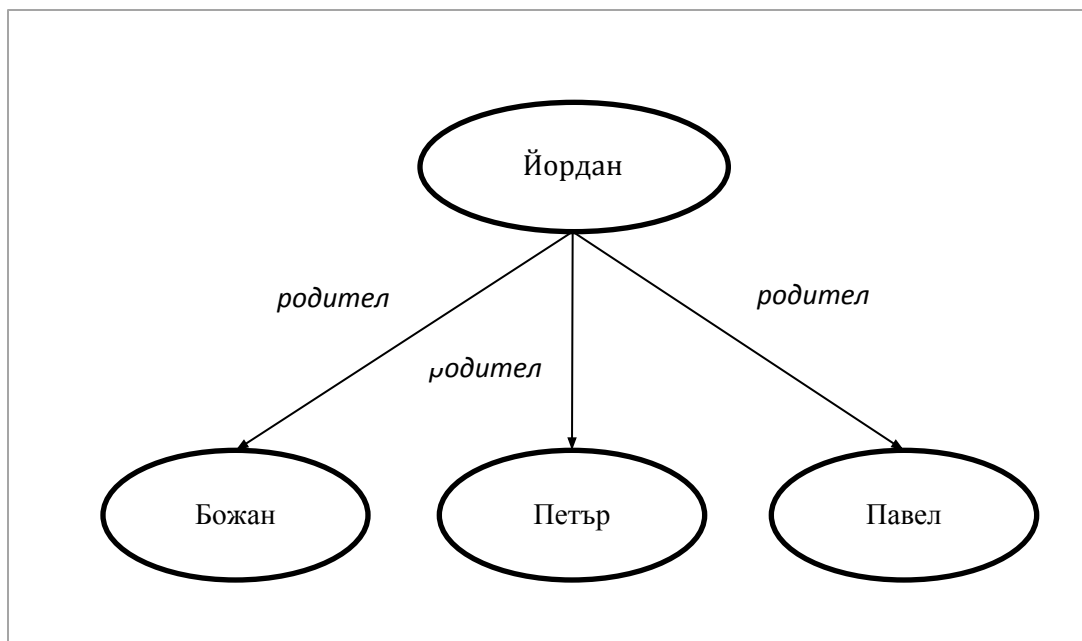 Йордан
родител
родител
родител
Божан
Петър
Павел